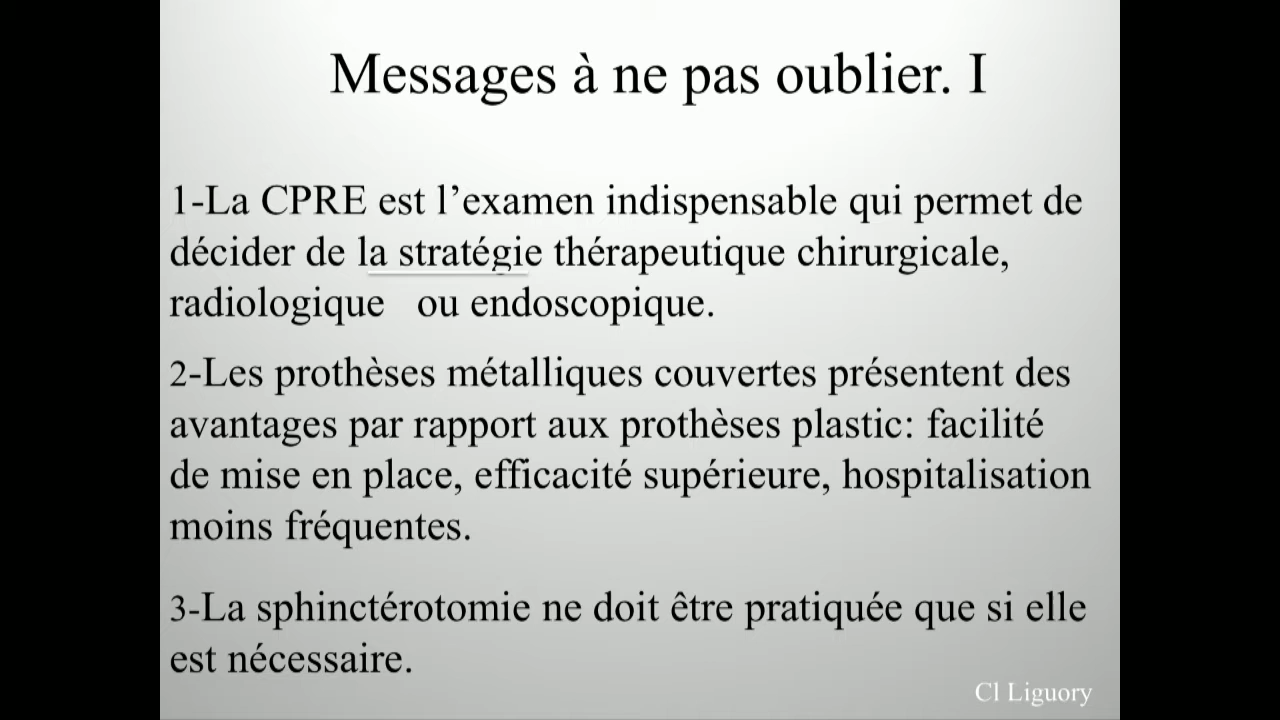 Messages à ne pas oublier. I
1-La CPRE est l’examen indispensable qui permet de
décider de la stratégie thérapeutique chirurgicale,
radiologique ou endoscopique.
2-Les prothèses métalliques couvertes présentent des
avantages par rapport aux prothèses plastic: facilité
de mise en place, efficacité supérieure, hospitalisation
moins fréquentes.
3-La sphinctérotomie ne doit être pratiquée que si elle
est nécessaire.
Cl Liguory